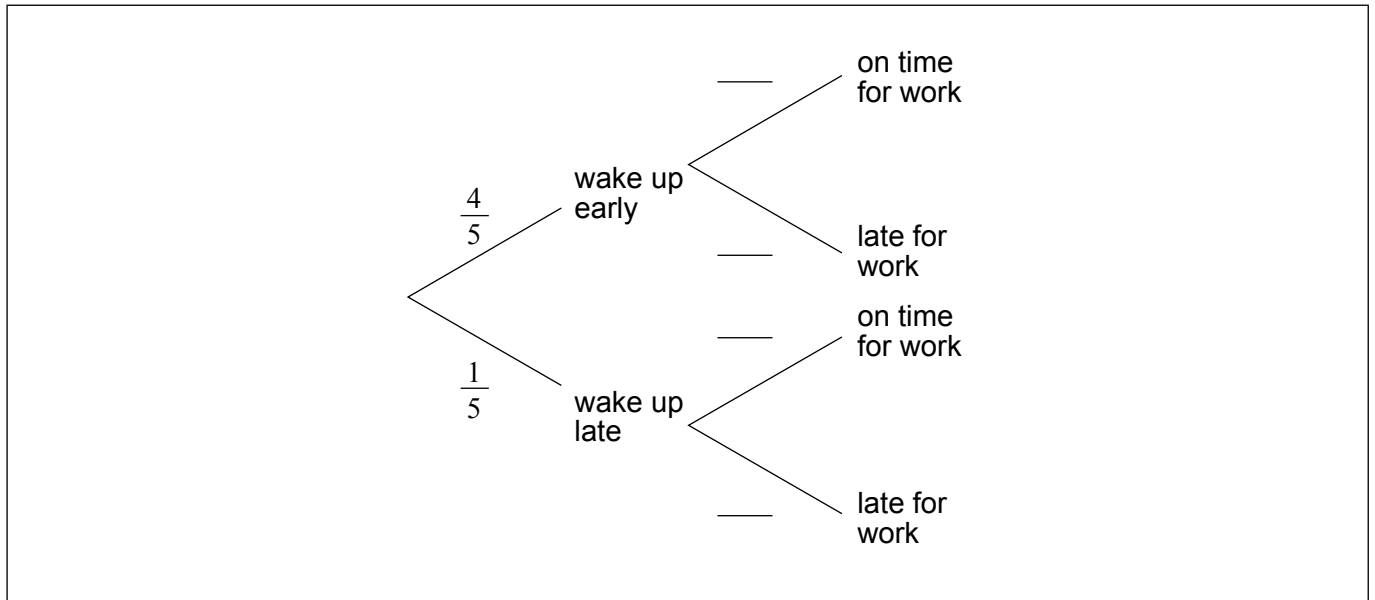 on time
for work
wake up
early
4
5
late for
work
on time
for work
1
5
wake up
late
late for
work